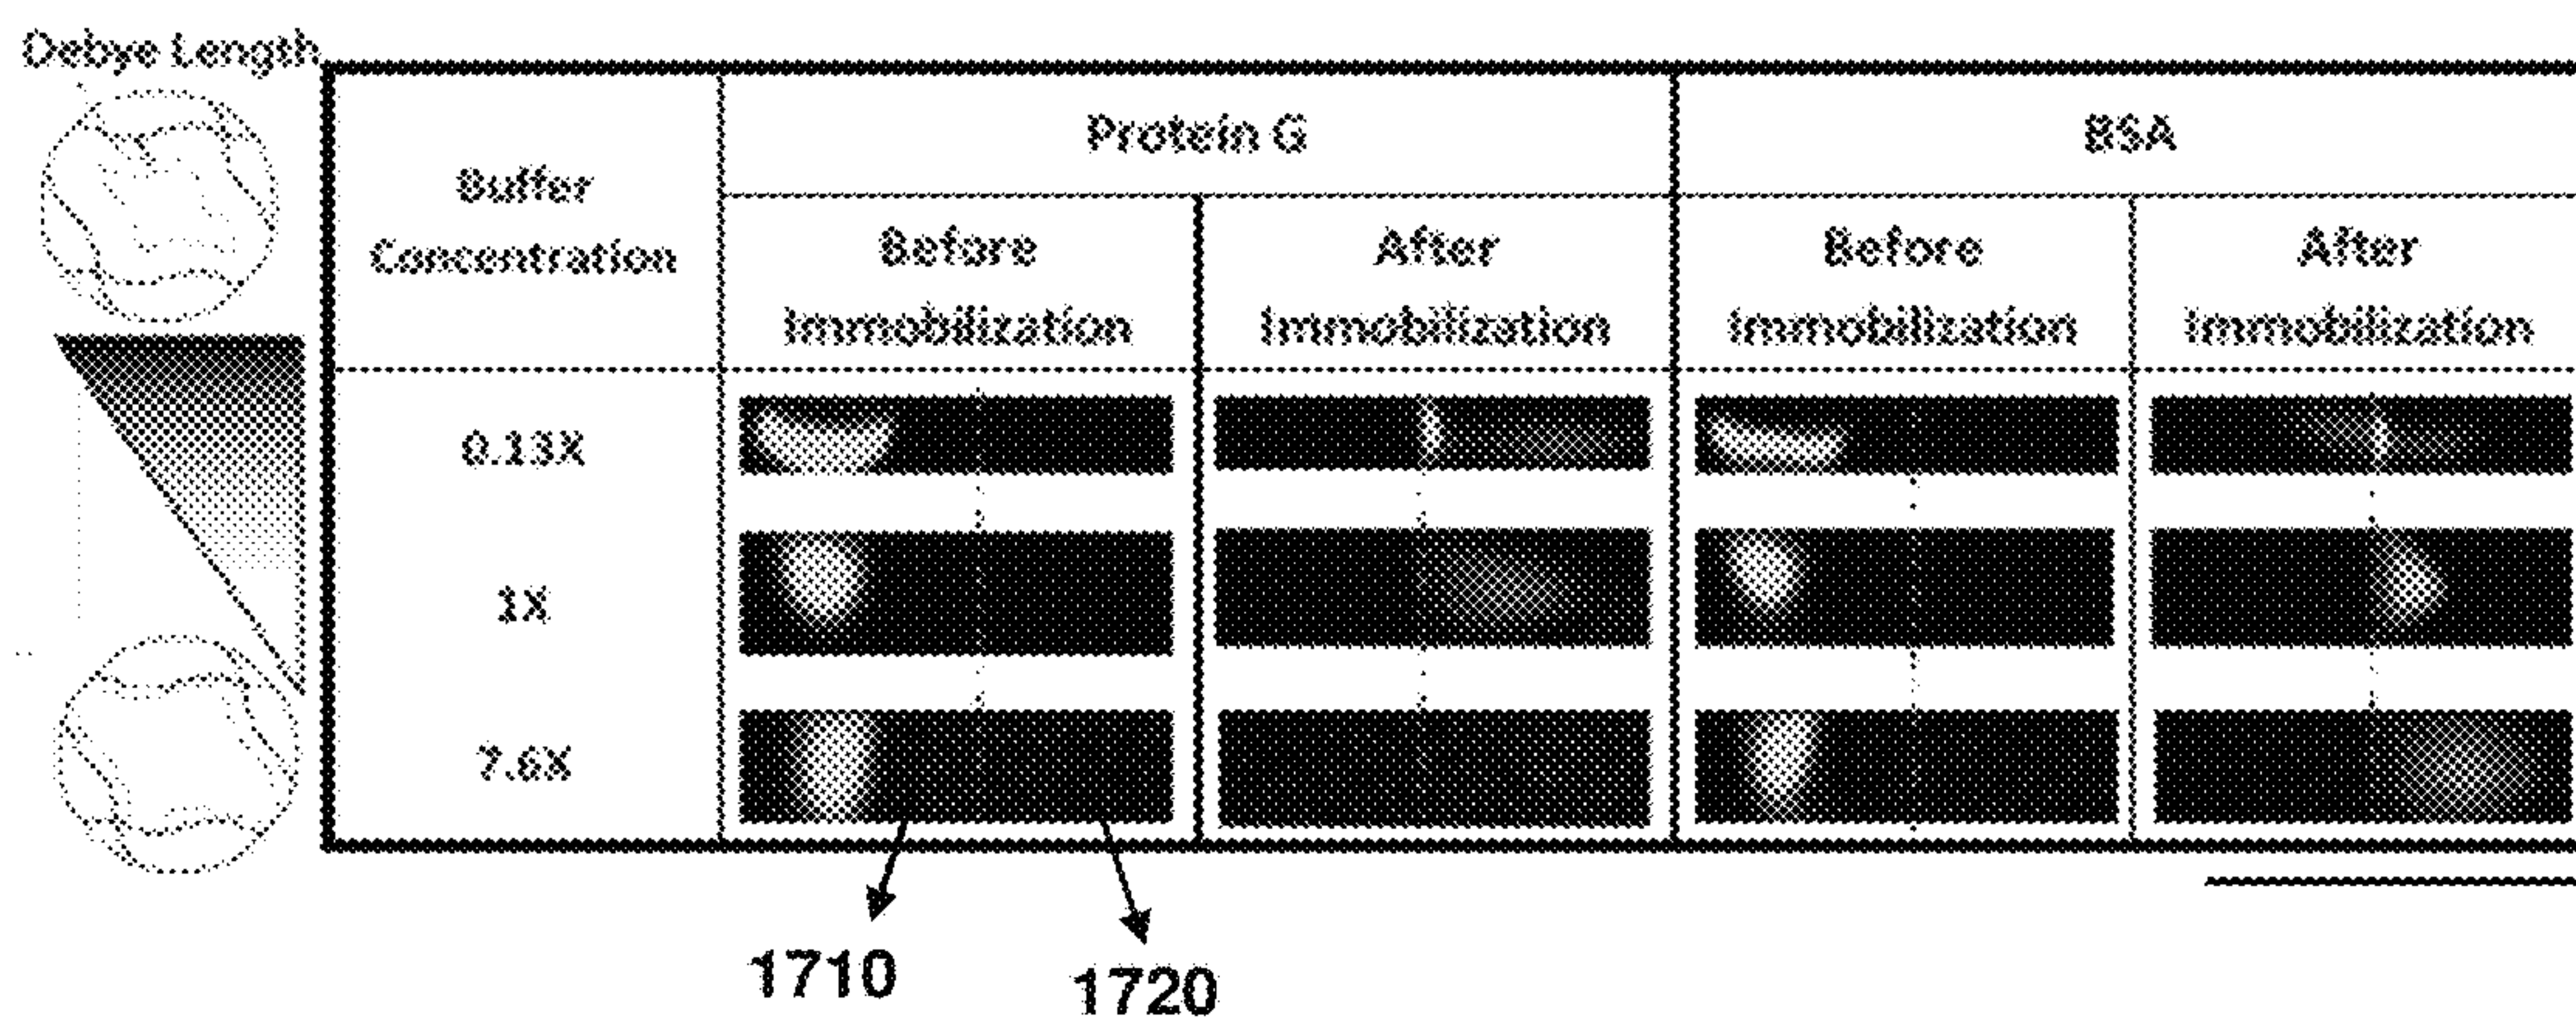 Debye Length
Protein G
BSA
Buffer
Concentration
Before
Immobilization
After
Immobilization
Before
Immobilization
After
Immobilization
0.13X
1X
7.6X
1710
1720